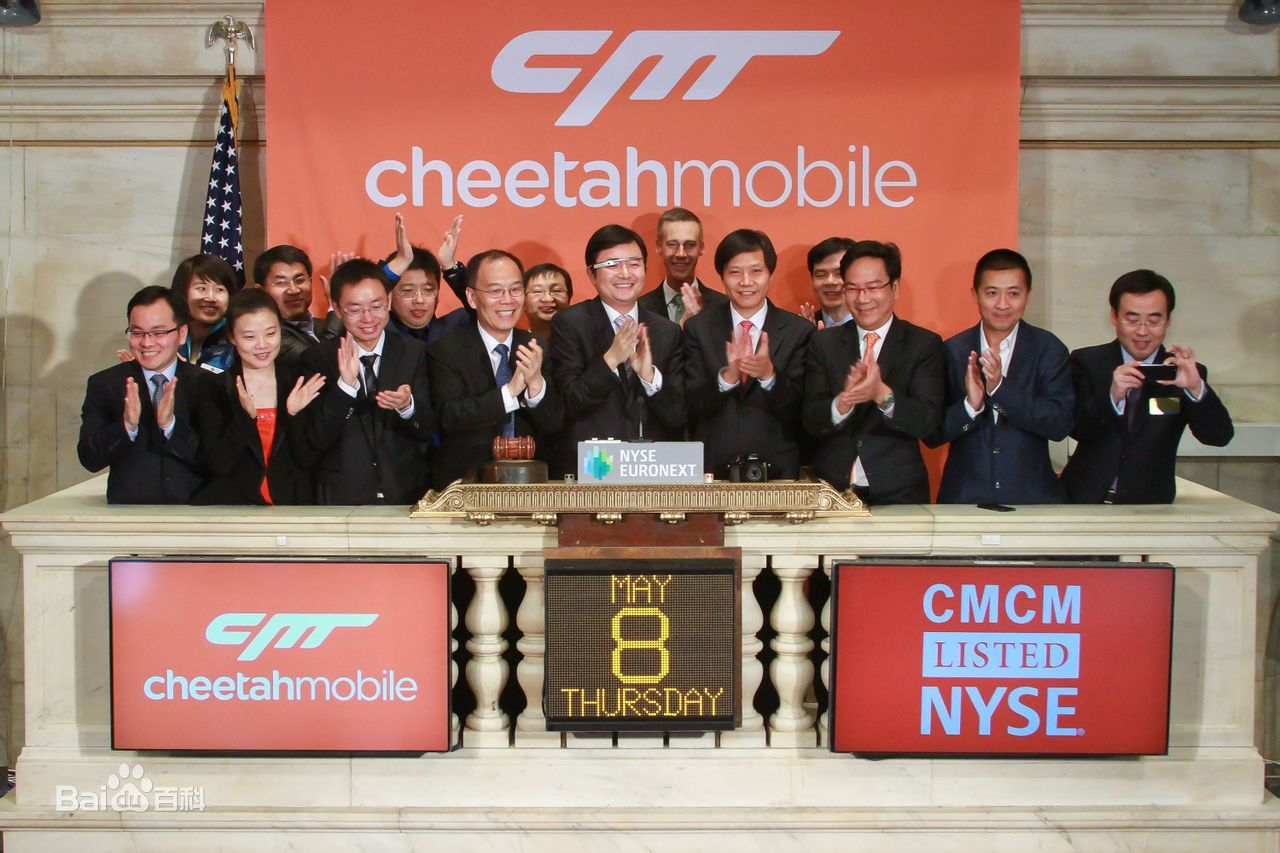 cm
cheetahmobile
NYSE
EURONEXT.
cm
cheetahmobile
MAY
8
THURSDAY
CMCM
LISTED
NYSE®
Bai百科